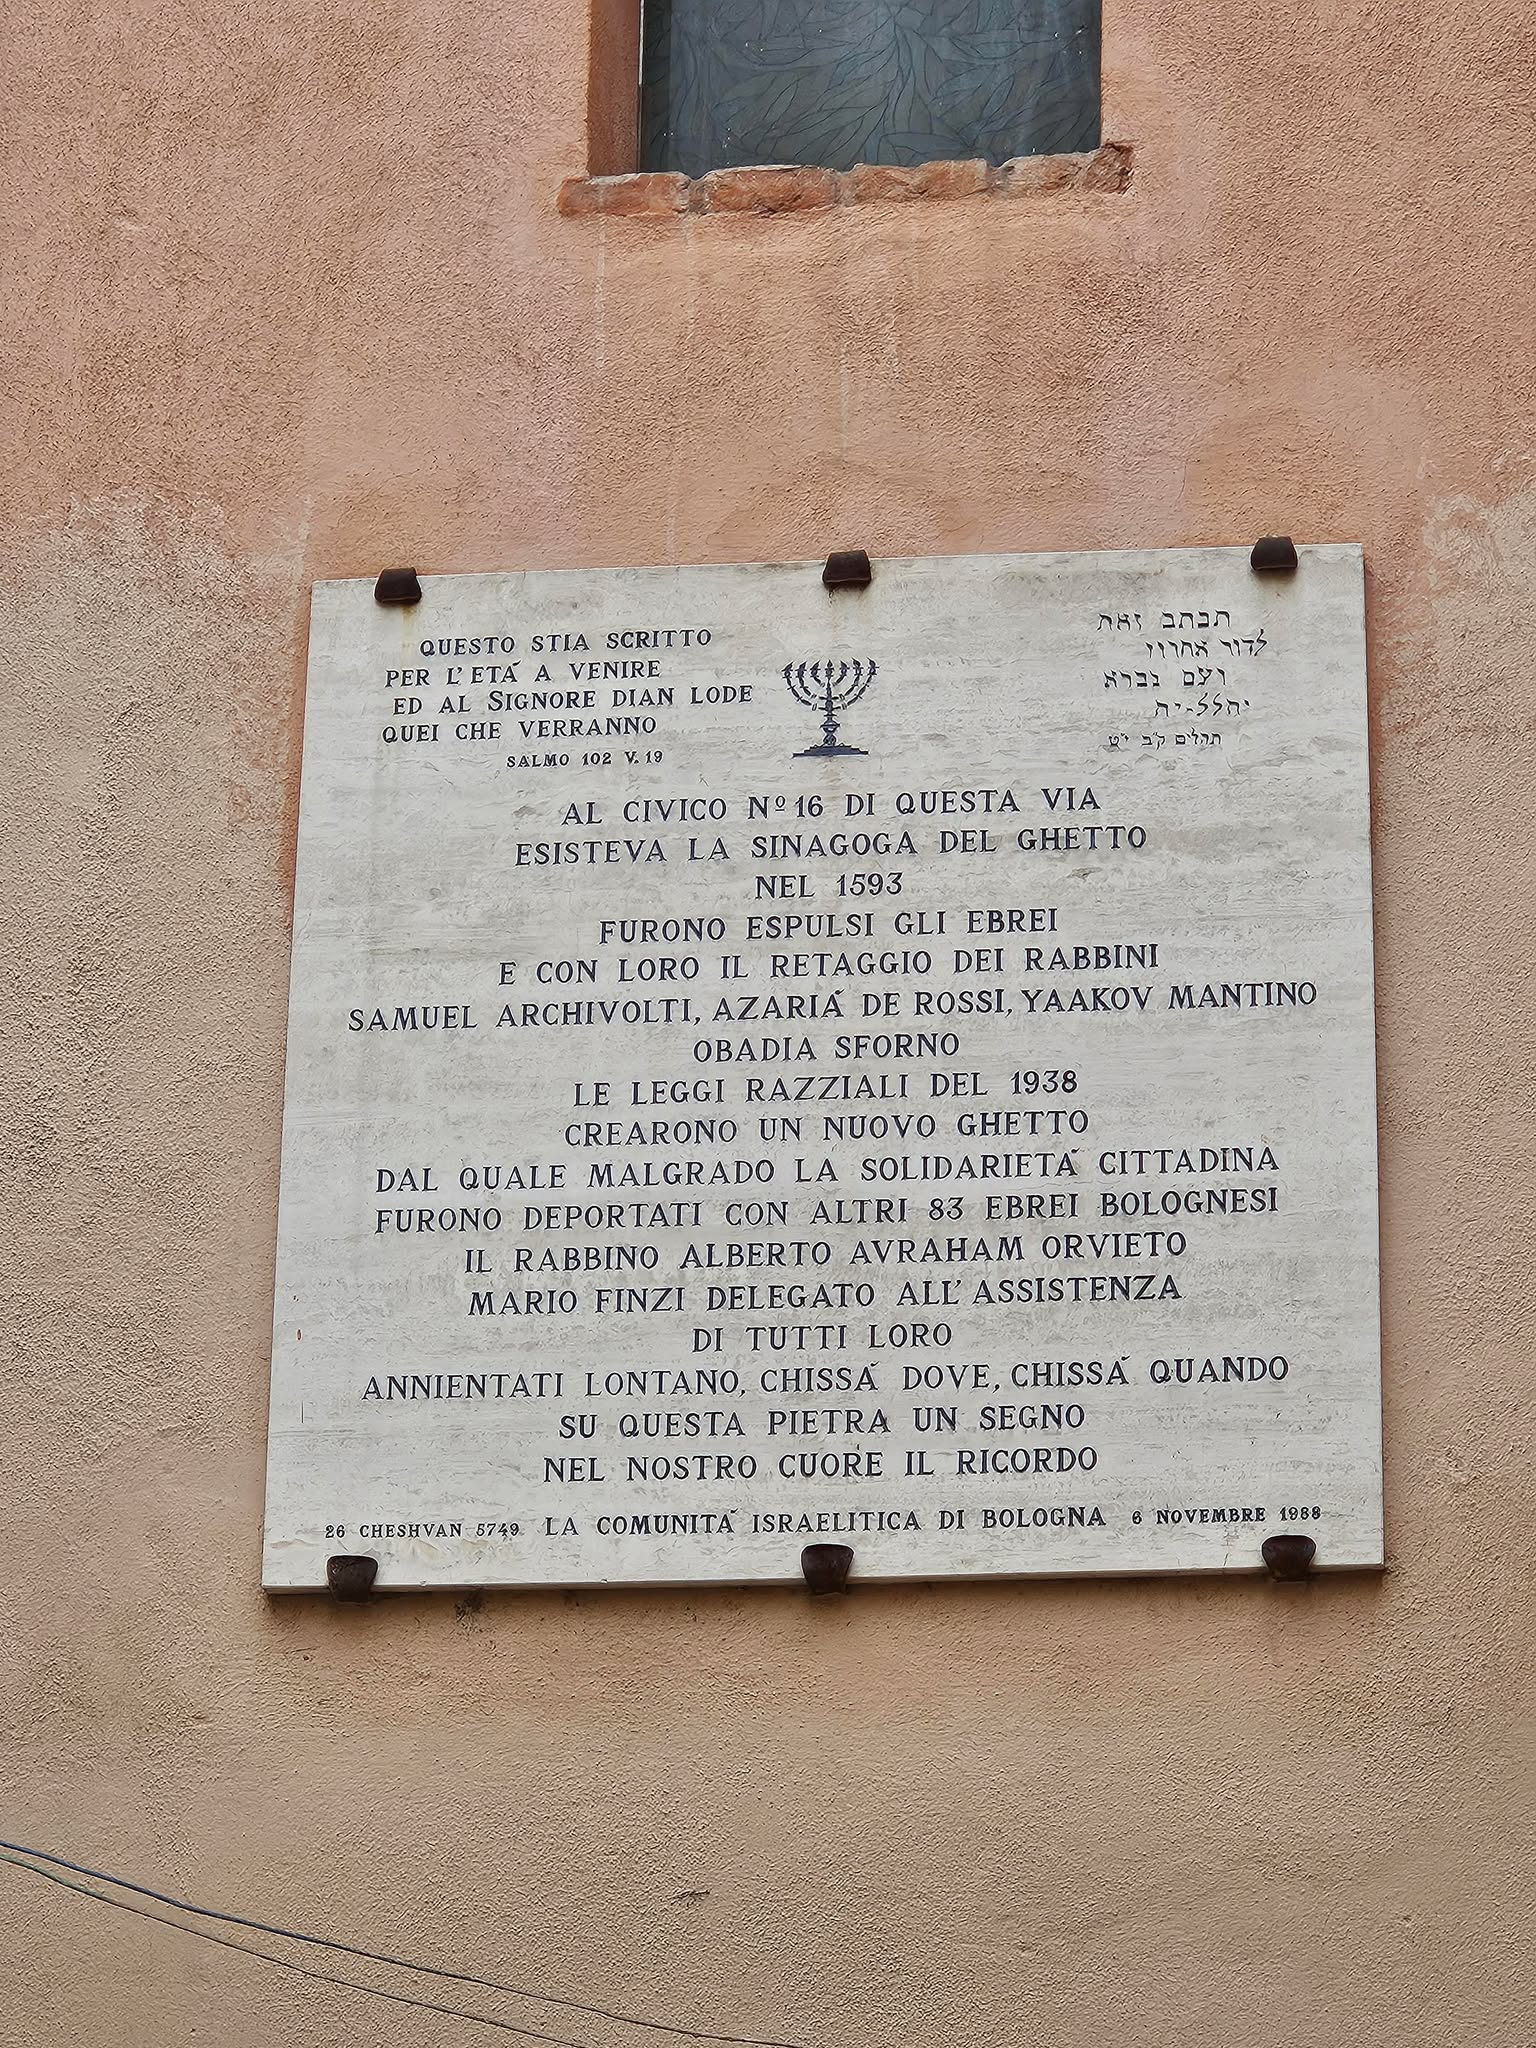 QUESTO STIA SCRITTO
PER L'ETÁ A VENIRE
ED AL SIGNORE DIAN LODE
QUEI CHE VERRANNO
SALMO 102 V. 19
תכתב זאת
לדור אחרון
ועם נברא
יהלל-יה
תהלים ק״ב י״ט
AL CIVICO Nº 16 DI QUESTA VIA
ESISTEVA LA SINAGOGA DEL GHETTO
NEL 1593
FURONO ESPULSI GLI EBREI
E CON LORO IL RETAGGIO DEI RABBINI
SAMUEL ARCHIVOLTI, AZARIÁ DE ROSSI, YAAKOV MANTINO
OBADIA SFORNO
LE LEGGI RAZZIALI DEL 1938
CREARONO UN NUOVO GHETTO
DAL QUALE MALGRADO LA SOLIDARIETÁ CITTADINA
FURONO DEPORTATI CON ALTRI 83 EBREI BOLOGNESI
IL RABBINO ALBERTO AVRAHAM ORVIETO
MARIO FINZI DELEGATO ALL'ASSISTENZA
DI TUTTI LORO
ANNIENTATI LONTANO, CHISSÁ DOVE, CHISSÁ QUANDO
SU QUESTA PIETRA UN SEGNO
NEL NOSTRO CUORE IL RICORDO
26 CHESHVAN 5749 LA COMUNITÁ ISRAELITICA DI BOLOGNA 6 NOVEMBRE 1988